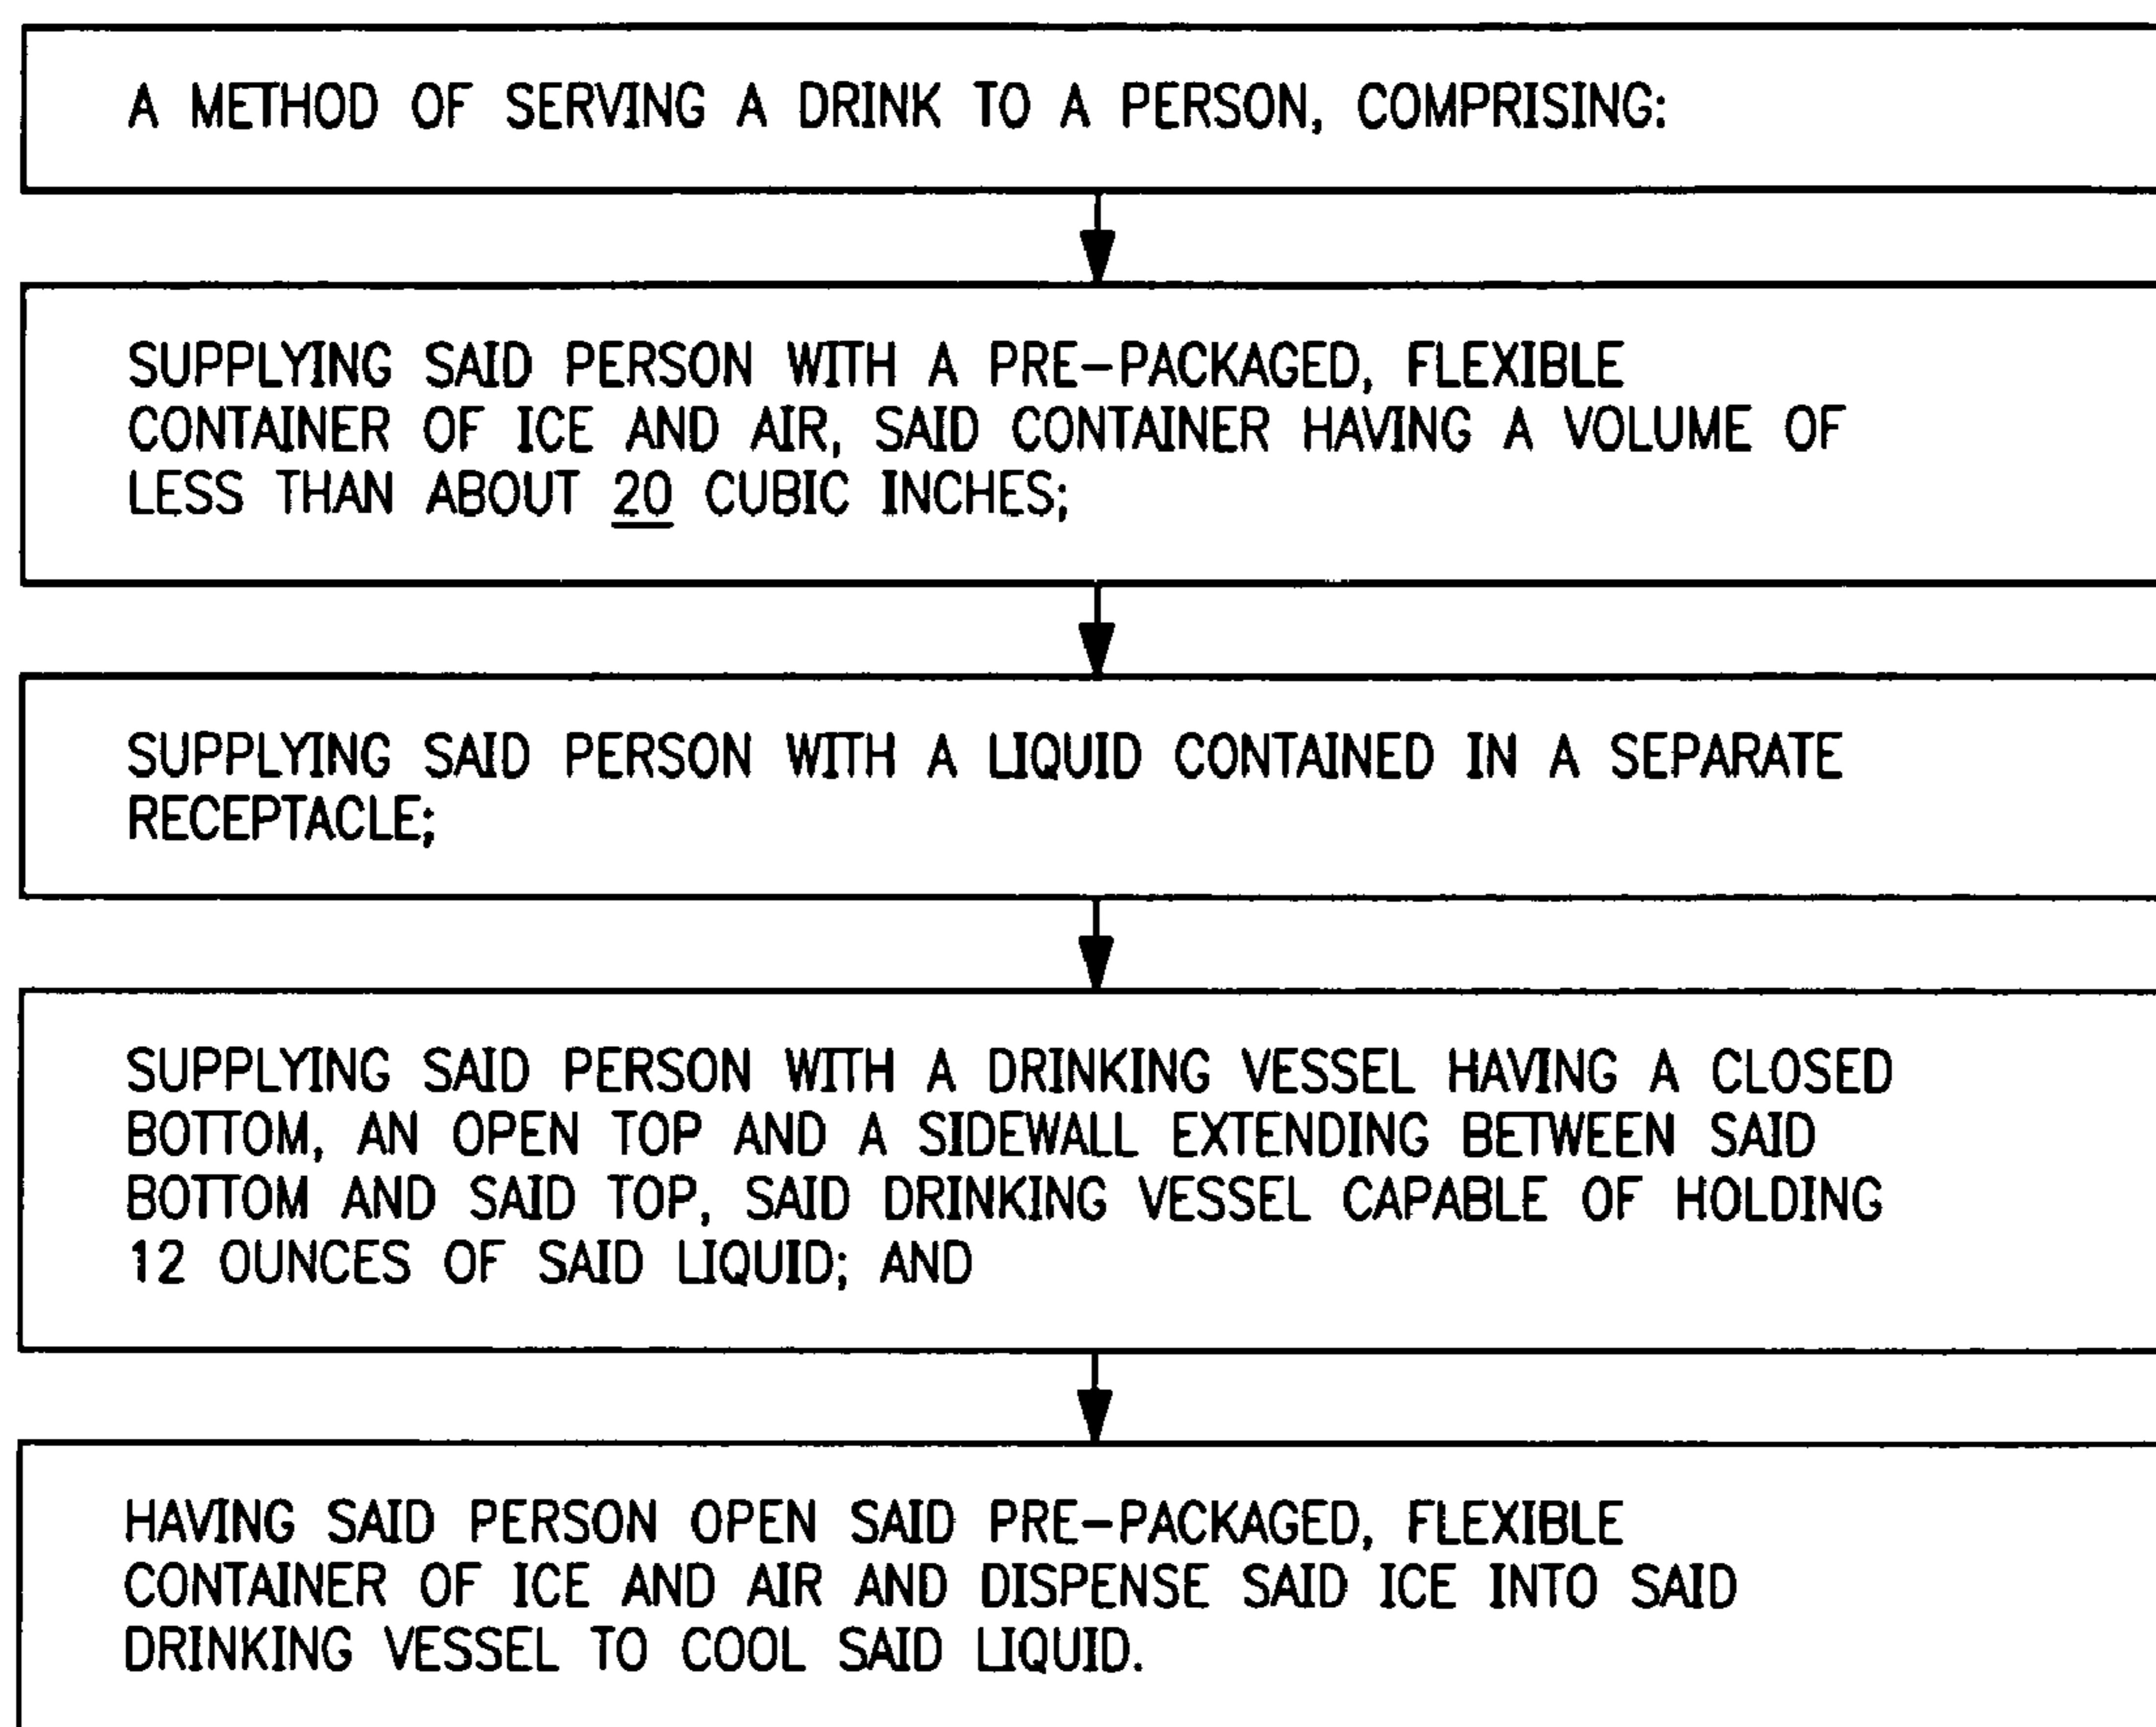 A METHOD OF SERVING A DRINK TO A PERSON, COMPRISING:
SUPPLYING SAID PERSON WITH A PRE-PACKAGED, FLEXIBLE
CONTAINER OF ICE AND AIR, SAID CONTAINER HAVING A VOLUME OF
LESS THAN ABOUT 20 CUBIC INCHES;
SUPPLYING SAID PERSON WITH A LIQUID CONTAINED IN A SEPARATE
RECEPTACLE;
SUPPLYING SAID PERSON WITH A DRINKING VESSEL HAVING A CLOSED
BOTTOM, AN OPEN TOP AND A SIDEWALL EXTENDING BETWEEN SAID
BOTTOM AND SAID TOP, SAID DRINKING VESSEL CAPABLE OF HOLDING
12 OUNCES OF SAID LIQUID; AND
HAVING SAID PERSON OPEN SAID PRE-PACKAGED, FLEXIBLE
CONTAINER OF ICE AND AIR AND DISPENSE SAID ICE INTO SAID
DRINKING VESSEL TO COOL SAID LIQUID.